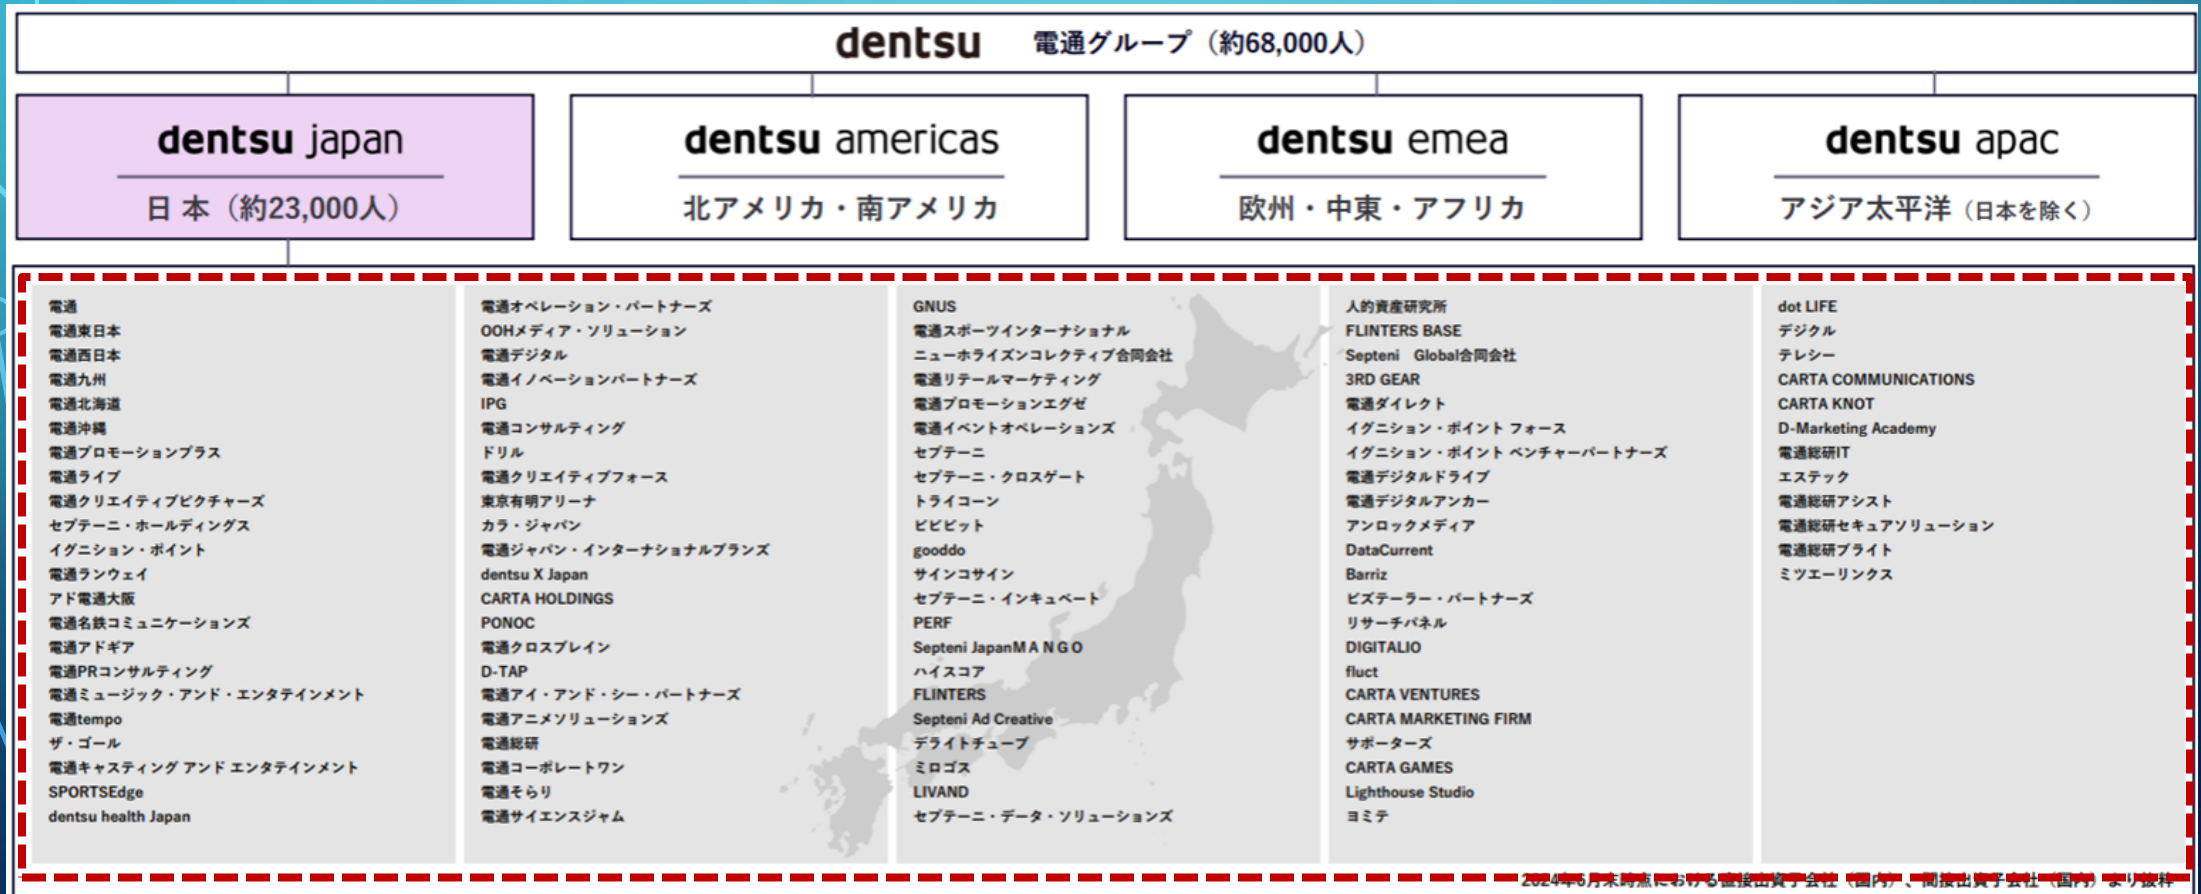 dentsu 電通グループ（約68,000人）
dentsu japan
日 本（約23,000人）
dentsu americas
北アメリカ・南アメリカ
dentsu emea
欧州・中東・アフリカ
dentsu apac
アジア太平洋（日本を除く）
電通
電通東日本
電通西日本
電通九州
電通北海道
電通沖縄
電通プロモーションプラス
電通ライブ
電通クリエイティブピクチャーズ
セプテーニ・ホールディングス
イグニション・ポイント
電通ランウェイ
アド電通大阪
電通名鉄コミュニケーションズ
電通アドギア
電通PRコンサルティング
電通ミュージック・アンド・エンタテインメント
電通tempo
ザ・ゴール
電通キャスティング アンド エンタテインメント
SPORTSEdge
dentsu health Japan
電通オペレーション・パートナーズ
OOHメディア・ソリューション
電通デジタル
電通イノベーションパートナーズ
IPG
電通コンサルティング
ドリル
電通クリエイティブフォース
東京有明アリーナ
カラ・ジャパン
電通ジャパン・インターナショナルブランズ
dentsu X Japan
CARTA HOLDINGS
PONOC
電通クロスブレイン
D-TAP
電通アイ・アンド・シー・パートナーズ
電通アニメソリューションズ
電通総研
電通コーポレートワン
電通そらり
電通サイエンスジャム
GNUS
電通スポーツインターナショナル
ニューホライズンコレクティブ合同会社
電通リテールマーケティング
電通プロモーションエグゼ
電通イベントオペレーションズ
セプテーニ
セプテーニ・クロスゲート
トライコーン
ビビビット
gooddo
サインコサイン
セプテーニ・インキュベート
PERF
Septeni JapanＭＡＮＧＯ
ハイスコア
FLINTERS
Septeni Ad Creative
デライトチューブ
ミロゴス
LIVAND
セプテーニ・データ・ソリューションズ
人的資産研究所
FLINTERS BASE
Septeni　Global合同会社
3RD GEAR
電通ダイレクト
イグニション・ポイント フォース
イグニション・ポイント ベンチャーパートナーズ
電通デジタルドライブ
電通デジタルアンカー
アンロックメディア
DataCurrent
Barriz
ビズテーラー・パートナーズ
リサーチパネル
DIGITALIO
fluct
CARTA VENTURES
CARTA MARKETING FIRM
サポーターズ
CARTA GAMES
Lighthouse Studio
ヨミテ
dot LIFE
デジクル
テレシー
CARTA COMMUNICATIONS
CARTA KNOT
D-Marketing Academy
電通総研IT
エステック
電通総研アシスト
電通総研セキュアソリューション
電通総研ブライト
ミツエーリンクス
2024年6月末時点における直接出資子会社（国内）、間接出資子会社（国内）より抜粋